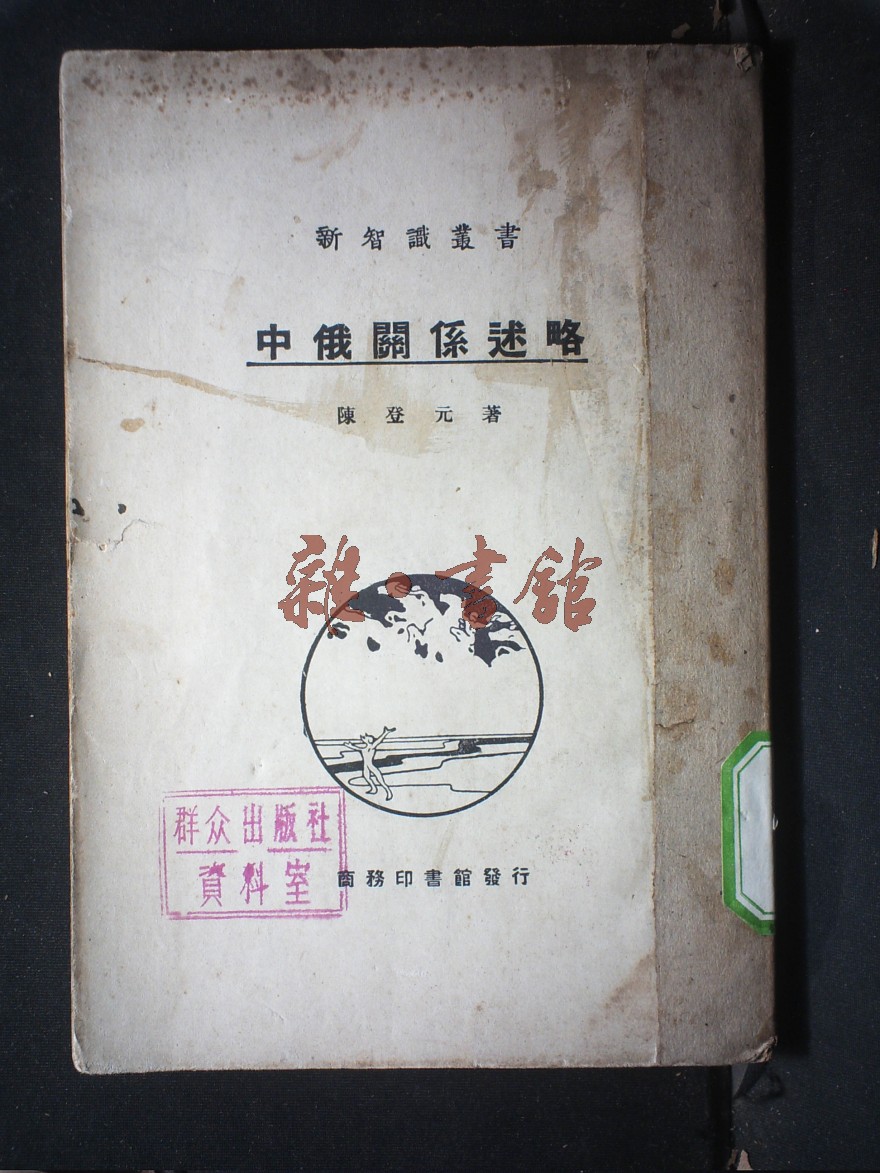 新智識叢書
中俄關係述略
陳登元著
雜·書館
群众出版社
資料室
商務印書館發行